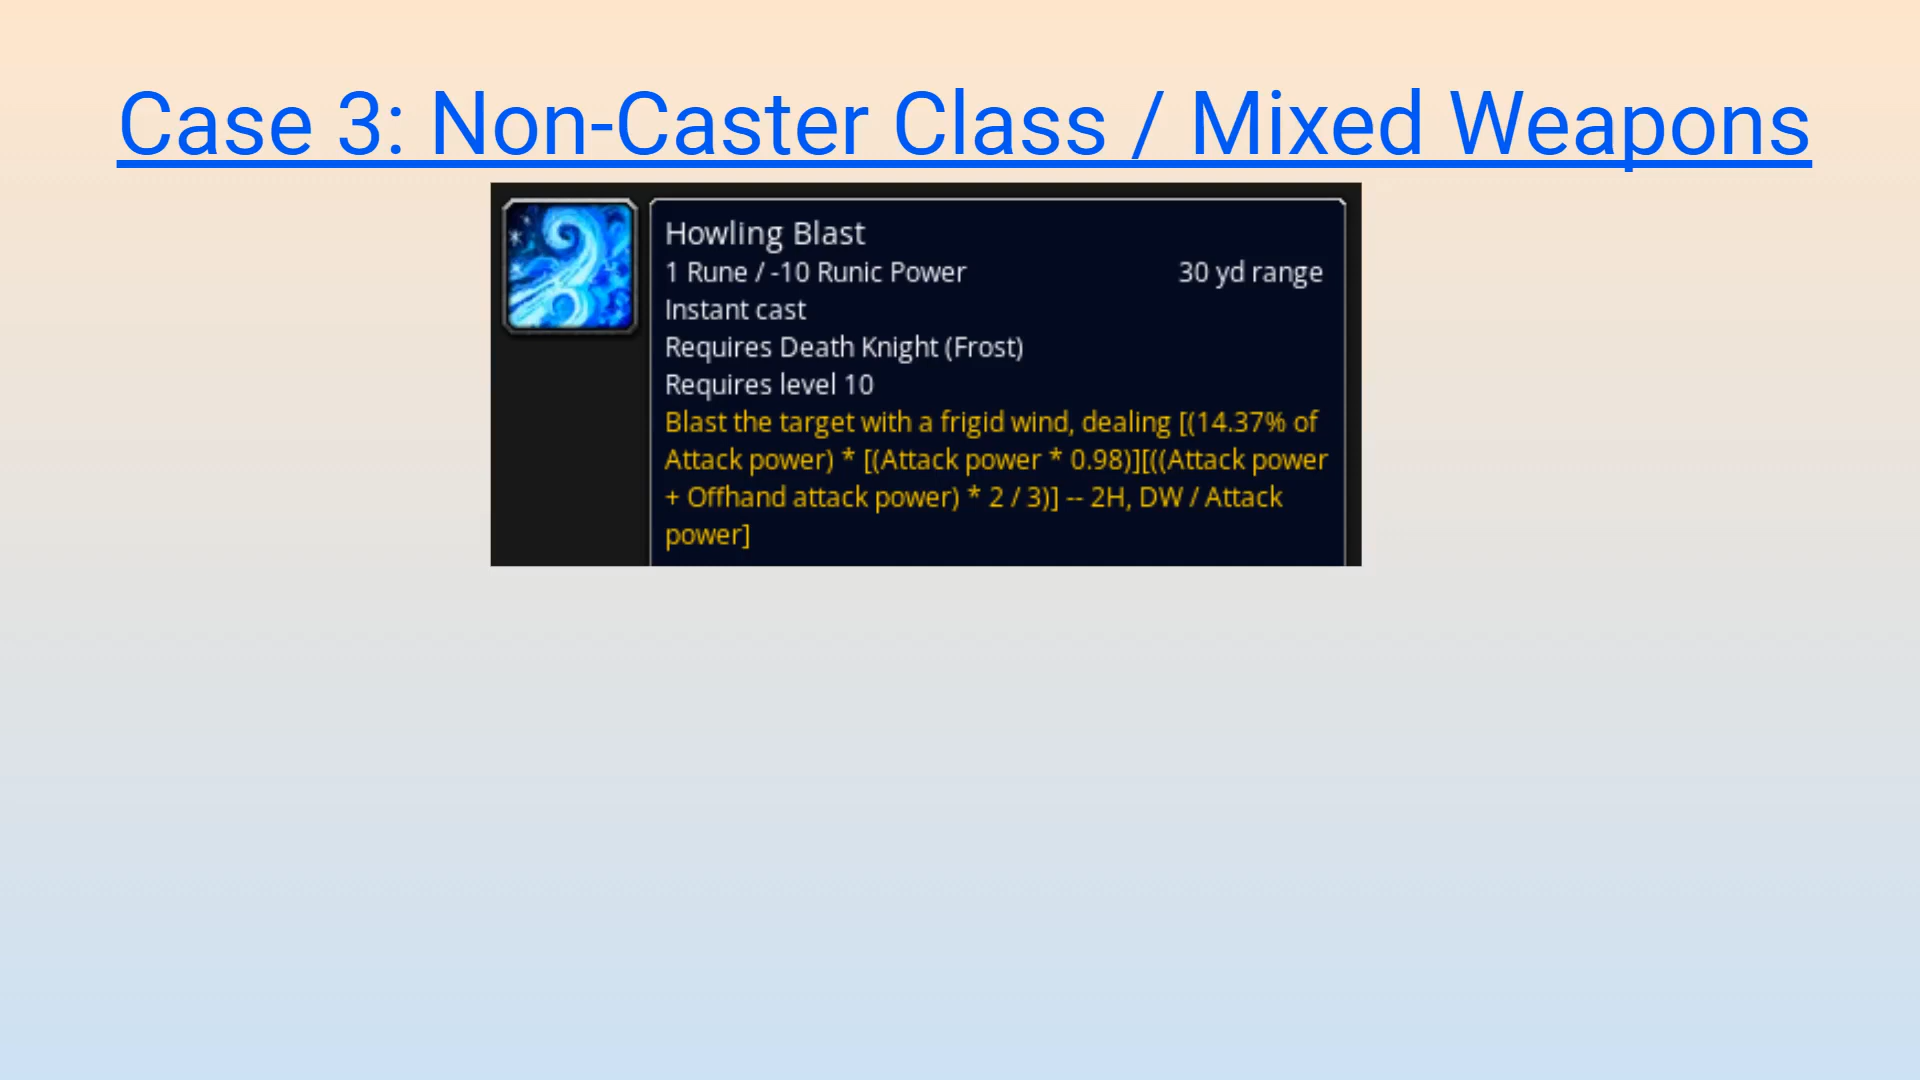 Case 3: Non-Caster Class / Mixed Weapons
Howling Blast
1 Rune / -10 Runic Power 30 yd range
Instant cast
Requires Death Knight (Frost)
Requires level 10
Blast the target with a frigid wind, dealing [(14.37% of
Attack power) * [(Attack power * 0.98)][((Attack power
+ Offhand attack power) * 2 / 3)] -- 2H, DW / Attack
power]